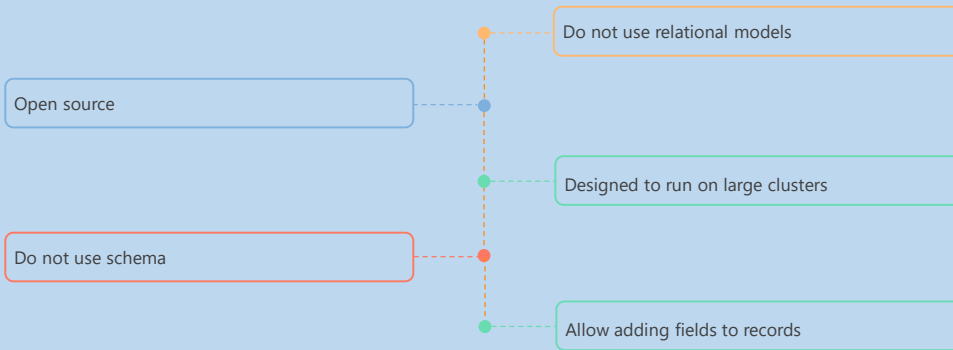 Do not use relational models
Open source
Designed to run on large clusters
Do not use schema
Allow adding fields to records